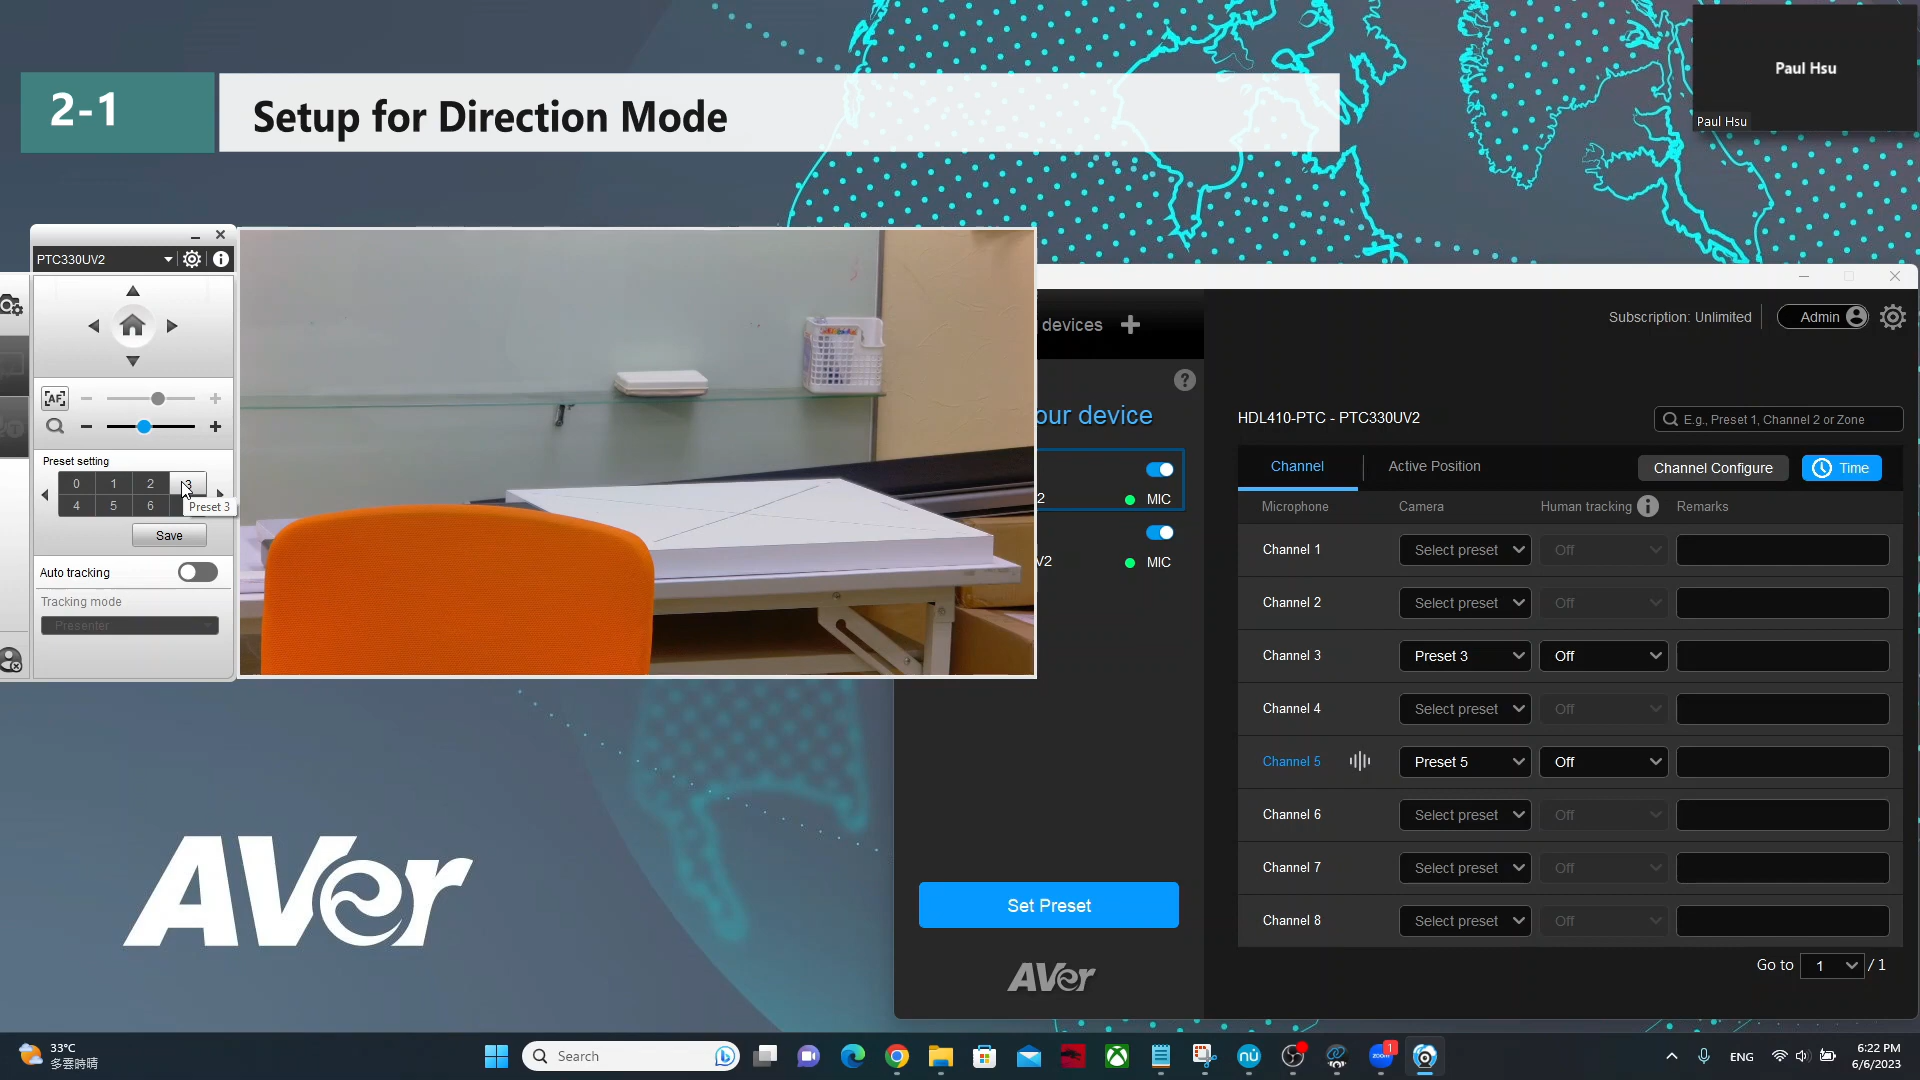 2-1
Setup for Direction Mode
Paul Hsu
Paul Hsu
PTC330UV2
AF
Preset setting
0 1 2 3
4 5 6
Preset 3
Save
Auto tracking
Tracking mode
Presenter
devices
our device
2
MIC
V2
MIC
Set Preset
AVer
AVer
Subscription: Unlimited
Admin
HDL410-PTC - PTC330UV2
E.g., Preset 1, Channel 2 or Zone
Channel
Active Position
Channel Configure
Time
Microphone Camera Human tracking Remarks
Channel 1 Select preset Off
Channel 2 Select preset Off
Channel 3 Preset 3 Off
Channel 4 Select preset Off
Channel 5 Preset 5 Off
Channel 6 Select preset Off
Channel 7 Select preset Off
Channel 8 Select preset Off
Go to 1 / 1
33°C
多雲時晴
Search
nù
zoom
1
ENG
6:22 PM
6/6/2023